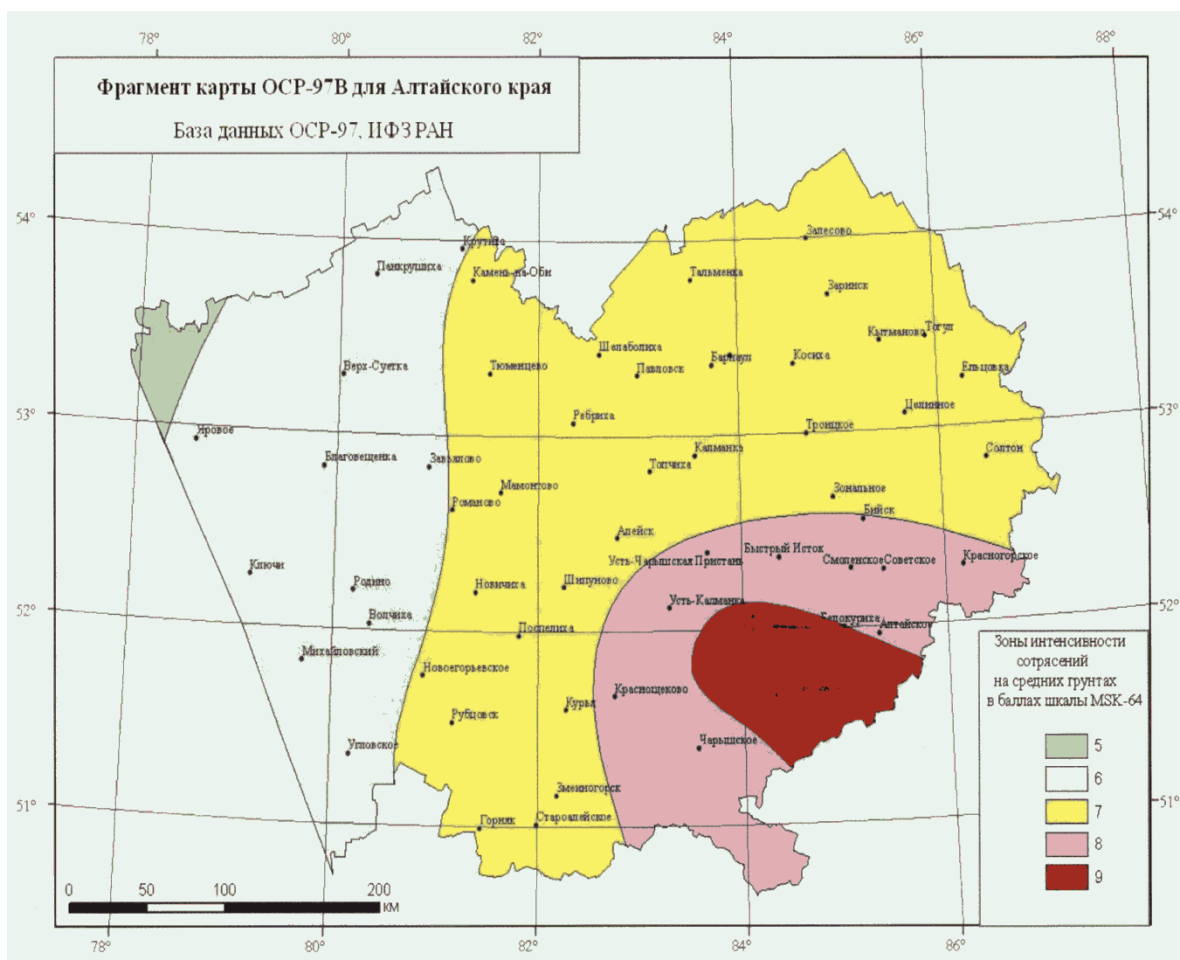 78°
80°
82°
84°
86°
88°
Фрагмент карты ОСР-97B для Алтайского края
База данных ОСР-97, ИФЗ РАН
54°
54°
Залесово
Крутиха
Панкрушиха
Камень-на-Оби
Тальменка
Заринск
Кытманово
Тогул
Шелаболиха
Барнаул
Косиха
Верх-Суетка
Тюменцево
Павловск
Ельцовка
Целинное
53°
53°
Яровое
Ребриха
Троицкое
Благовещенка
Завьялово
Топчиха
Калманка
Солтон
Мамонтово
Романово
Зональное
Бийск
Алейск
Усть-Чарышская Пристань
Быстрый Исток
Смоленское
Советское
Красногорское
Ключи
Родино
Новичиха
Шипуново
52°
52°
Усть-Калманка
Волчиха
Белокуриха
Алтайское
Поспелиха
Михайловский
Новоегорьевское
Краснощеково
Курья
Рубцовск
Чарышское
Угловское
Змеиногорск
51°
51°
Горняк
Староалейское
Зоны интенсивности
сотрясений
на средних грунтах
в баллах шкалы MSK-64
5
6
7
8
9
0
50
100
200
км
78°
80°
82°
84°
86°